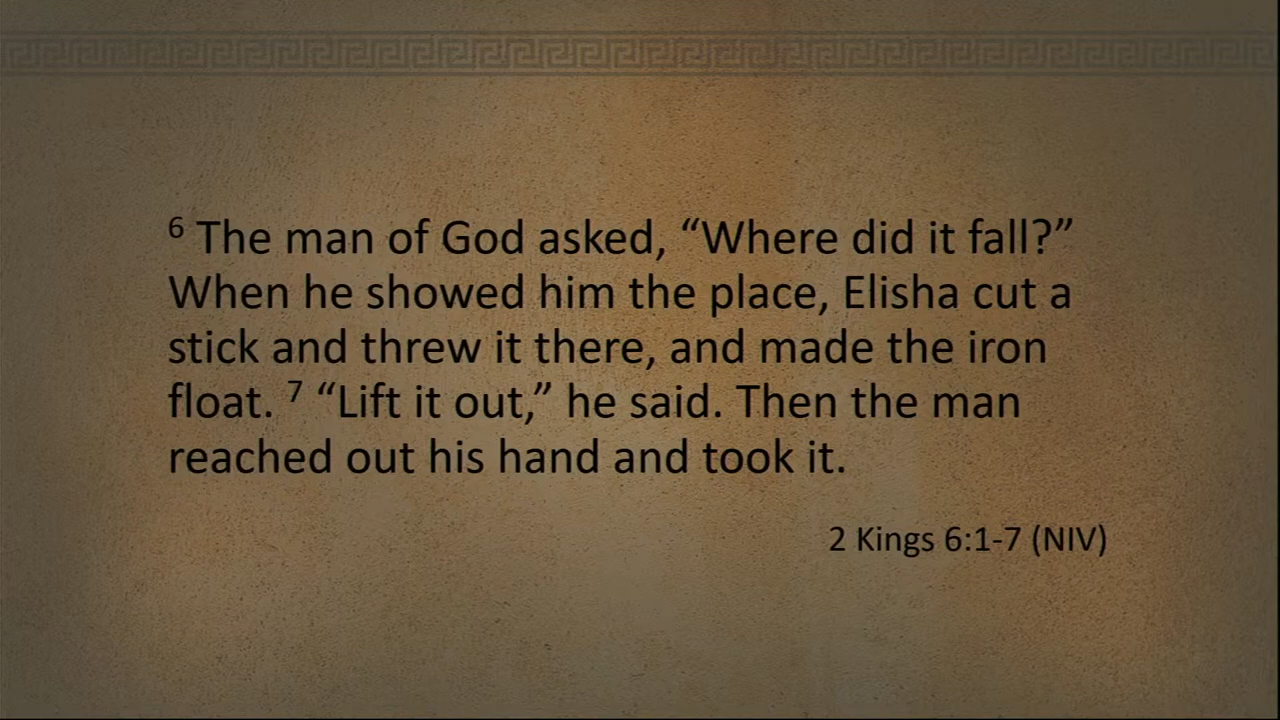 ⁶ The man of God asked, “Where did it fall?”
When he showed him the place, Elisha cut a
stick and threw it there, and made the iron
float. ⁷ “Lift it out,” he said. Then the man
reached out his hand and took it.
2 Kings 6:1-7 (NIV)